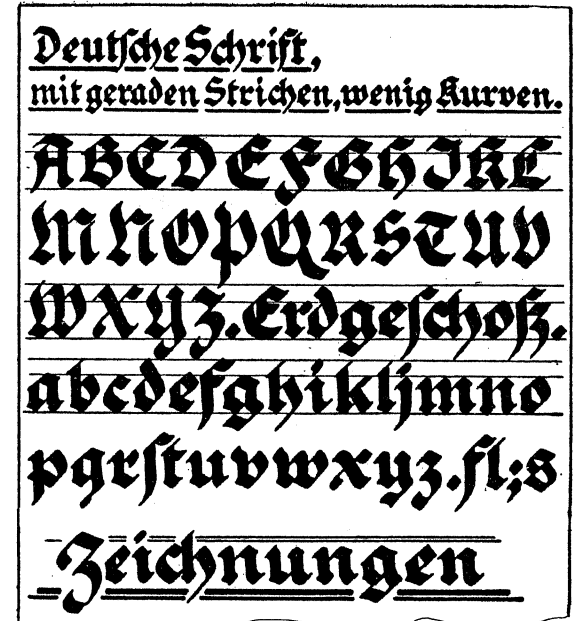 Deutſche Schrift,
mit geraden Strichen, wenig Kurven.
ABCDEFGHIKL
MNOPQRSTUV
WXYZ. Erdgeſchoß.
abcdefghikljmno
pqrſtuvwxyz.fl;s
Zeichnungen